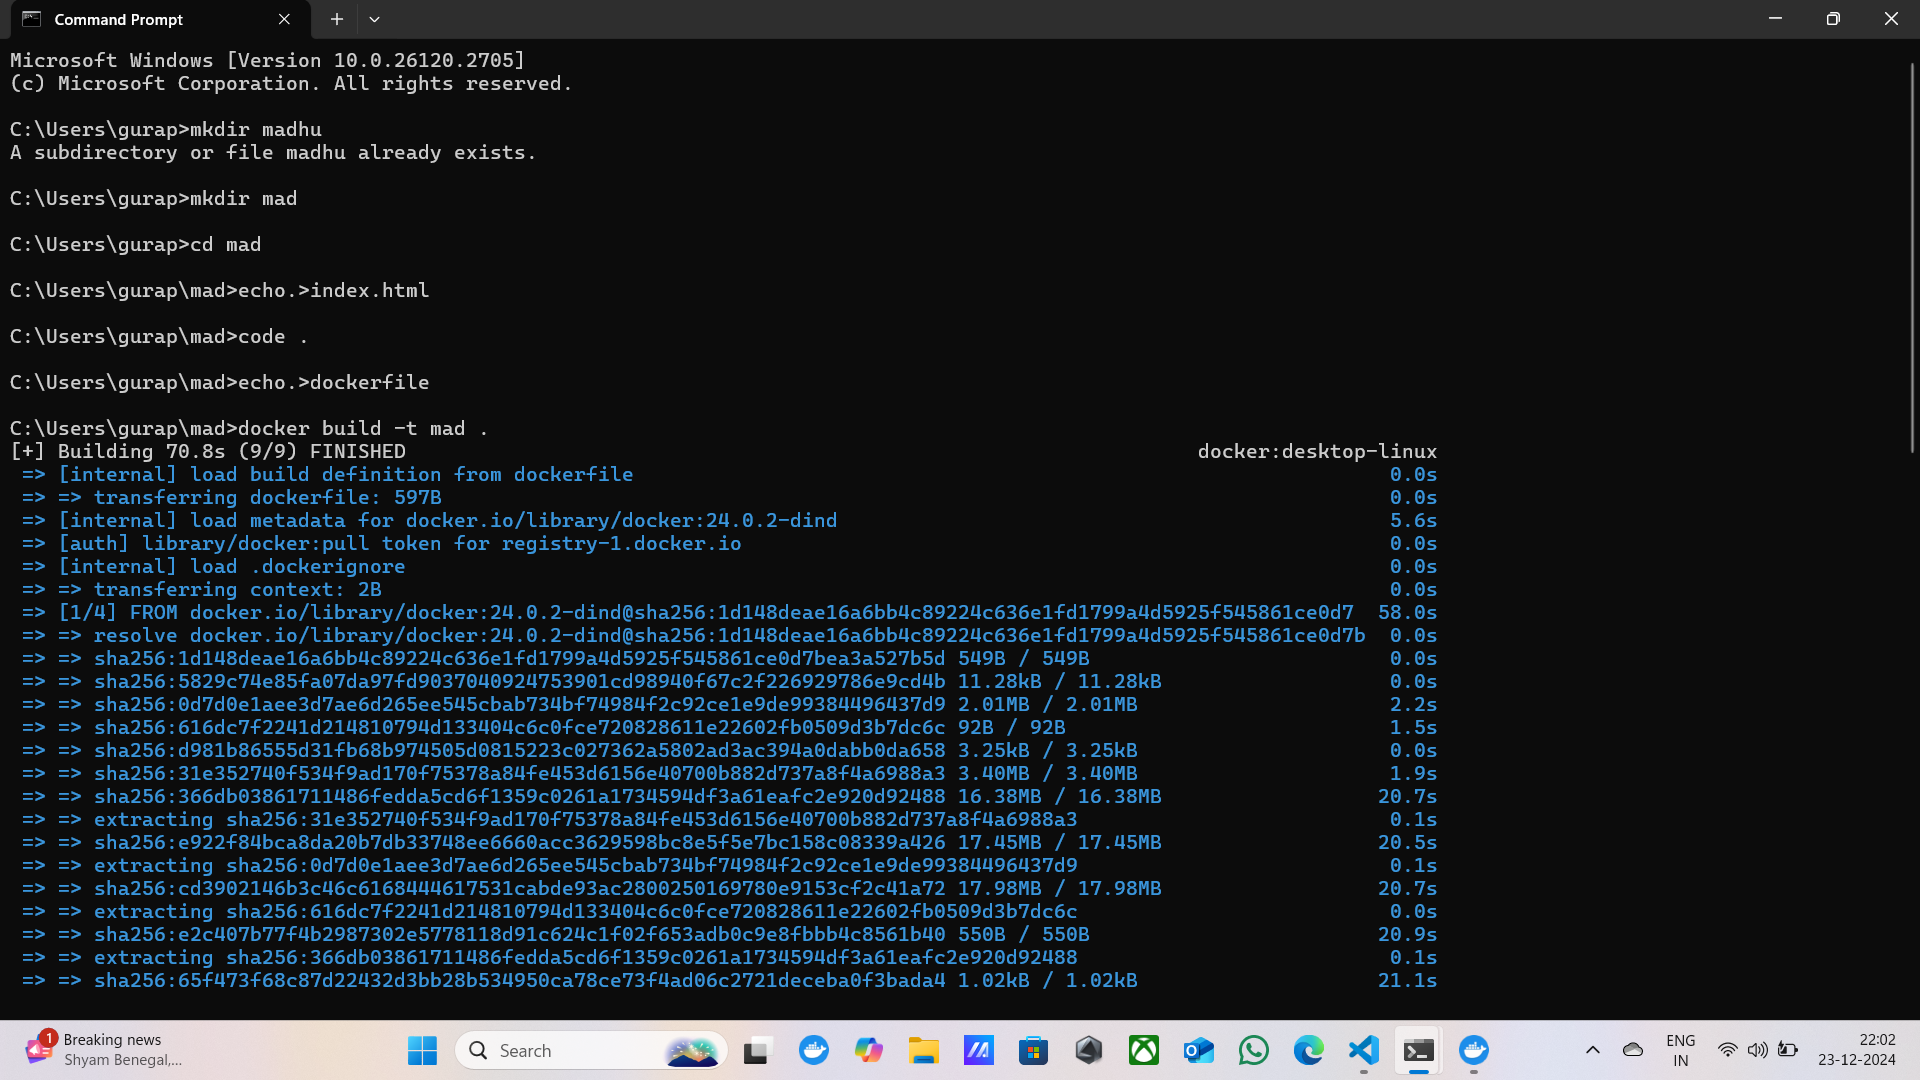 Command Prompt
Microsoft Windows [Version 10.0.26120.2705]
(c) Microsoft Corporation. All rights reserved.
C:\Users\gurap>mkdir madhu
A subdirectory or file madhu already exists.
C:\Users\gurap>mkdir mad
C:\Users\gurap>cd mad
C:\Users\gurap\mad>echo.>index.html
C:\Users\gurap\mad>code .
C:\Users\gurap\mad>echo.>dockerfile
C:\Users\gurap\mad>docker build -t mad .
[+] Building 70.8s (9/9) FINISHED docker:desktop-linux
=> [internal] load build definition from dockerfile 0.0s
=> => transferring dockerfile: 597B 0.0s
=> [internal] load metadata for docker.io/library/docker:24.0.2-dind 5.6s
=> [auth] library/docker:pull token for registry-1.docker.io 0.0s
=> [internal] load .dockerignore 0.0s
=> => transferring context: 2B 0.0s
=> [1/4] FROM docker.io/library/docker:24.0.2-dind@sha256:1d148deae16a6bb4c89224c636e1fd1799a4d5925f545861ce0d7 58.0s
=> => resolve docker.io/library/docker:24.0.2-dind@sha256:1d148deae16a6bb4c89224c636e1fd1799a4d5925f545861ce0d7b 0.0s
=> => sha256:1d148deae16a6bb4c89224c636e1fd1799a4d5925f545861ce0d7bea3a527b5d 549B / 549B 0.0s
=> => sha256:5829c74e85fa07da97fd9037040924753901cd98940f67c2f226929786e9cd4b 11.28kB / 11.28kB 0.0s
=> => sha256:0d7d0e1aee3d7ae6d265ee545cbab734bf74984f2c92ce1e9de99384496437d9 2.01MB / 2.01MB 2.2s
=> => sha256:616dc7f2241d214810794d133404c6c0fce720828611e22602fb0509d3b7dc6c 92B / 92B 1.5s
=> => sha256:d981b86555d31fb68b974505d0815223c027362a5802ad3ac394a0dabb0da658 3.25kB / 3.25kB 0.0s
=> => sha256:31e352740f534f9ad170f75378a84fe453d6156e40700b882d737a8f4a6988a3 3.40MB / 3.40MB 1.9s
=> => sha256:366db03861711486fedda5cd6f1359c0261a1734594df3a61eafc2e920d92488 16.38MB / 16.38MB 20.7s
=> => extracting sha256:31e352740f534f9ad170f75378a84fe453d6156e40700b882d737a8f4a6988a3 0.1s
=> => sha256:e922f84bca8da20b7db33748ee6660acc3629598bc8e5f5e7bc158c08339a426 17.45MB / 17.45MB 20.5s
=> => extracting sha256:0d7d0e1aee3d7ae6d265ee545cbab734bf74984f2c92ce1e9de99384496437d9 0.1s
=> => sha256:cd3902146b3c46c6168444617531cabde93ac2800250169780e9153cf2c41a72 17.98MB / 17.98MB 20.7s
=> => extracting sha256:616dc7f2241d214810794d133404c6c0fce720828611e22602fb0509d3b7dc6c 0.0s
=> => sha256:e2c407b77f4b2987302e5778118d91c624c1f02f653adb0c9e8fbbb4c8561b40 550B / 550B 20.9s
=> => extracting sha256:366db03861711486fedda5cd6f1359c0261a1734594df3a61eafc2e920d92488 0.1s
=> => sha256:65f473f68c87d22432d3bb28b534950ca78ce73f4ad06c2721deceba0f3bada4 1.02kB / 1.02kB 21.1s
1
Breaking news
Shyam Benegal,...
Search
ENG
IN
22:02
23-12-2024